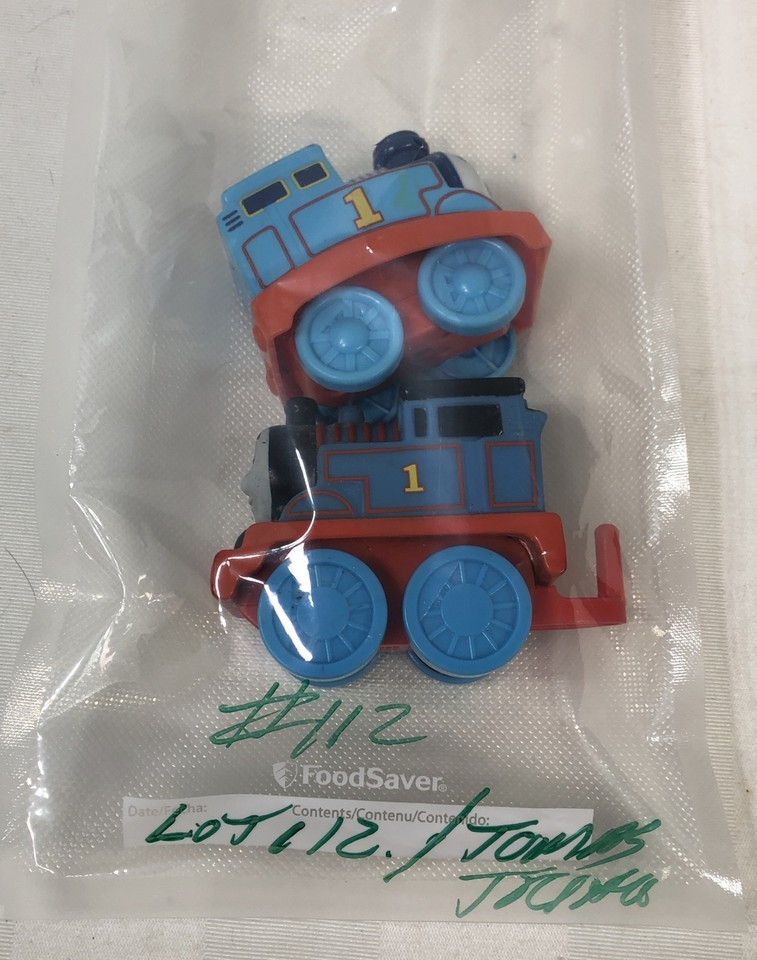 1
1
#112
FoodSaver®
Date/Fecha: Contents/Contenu/Contenido:
LOT 112. /